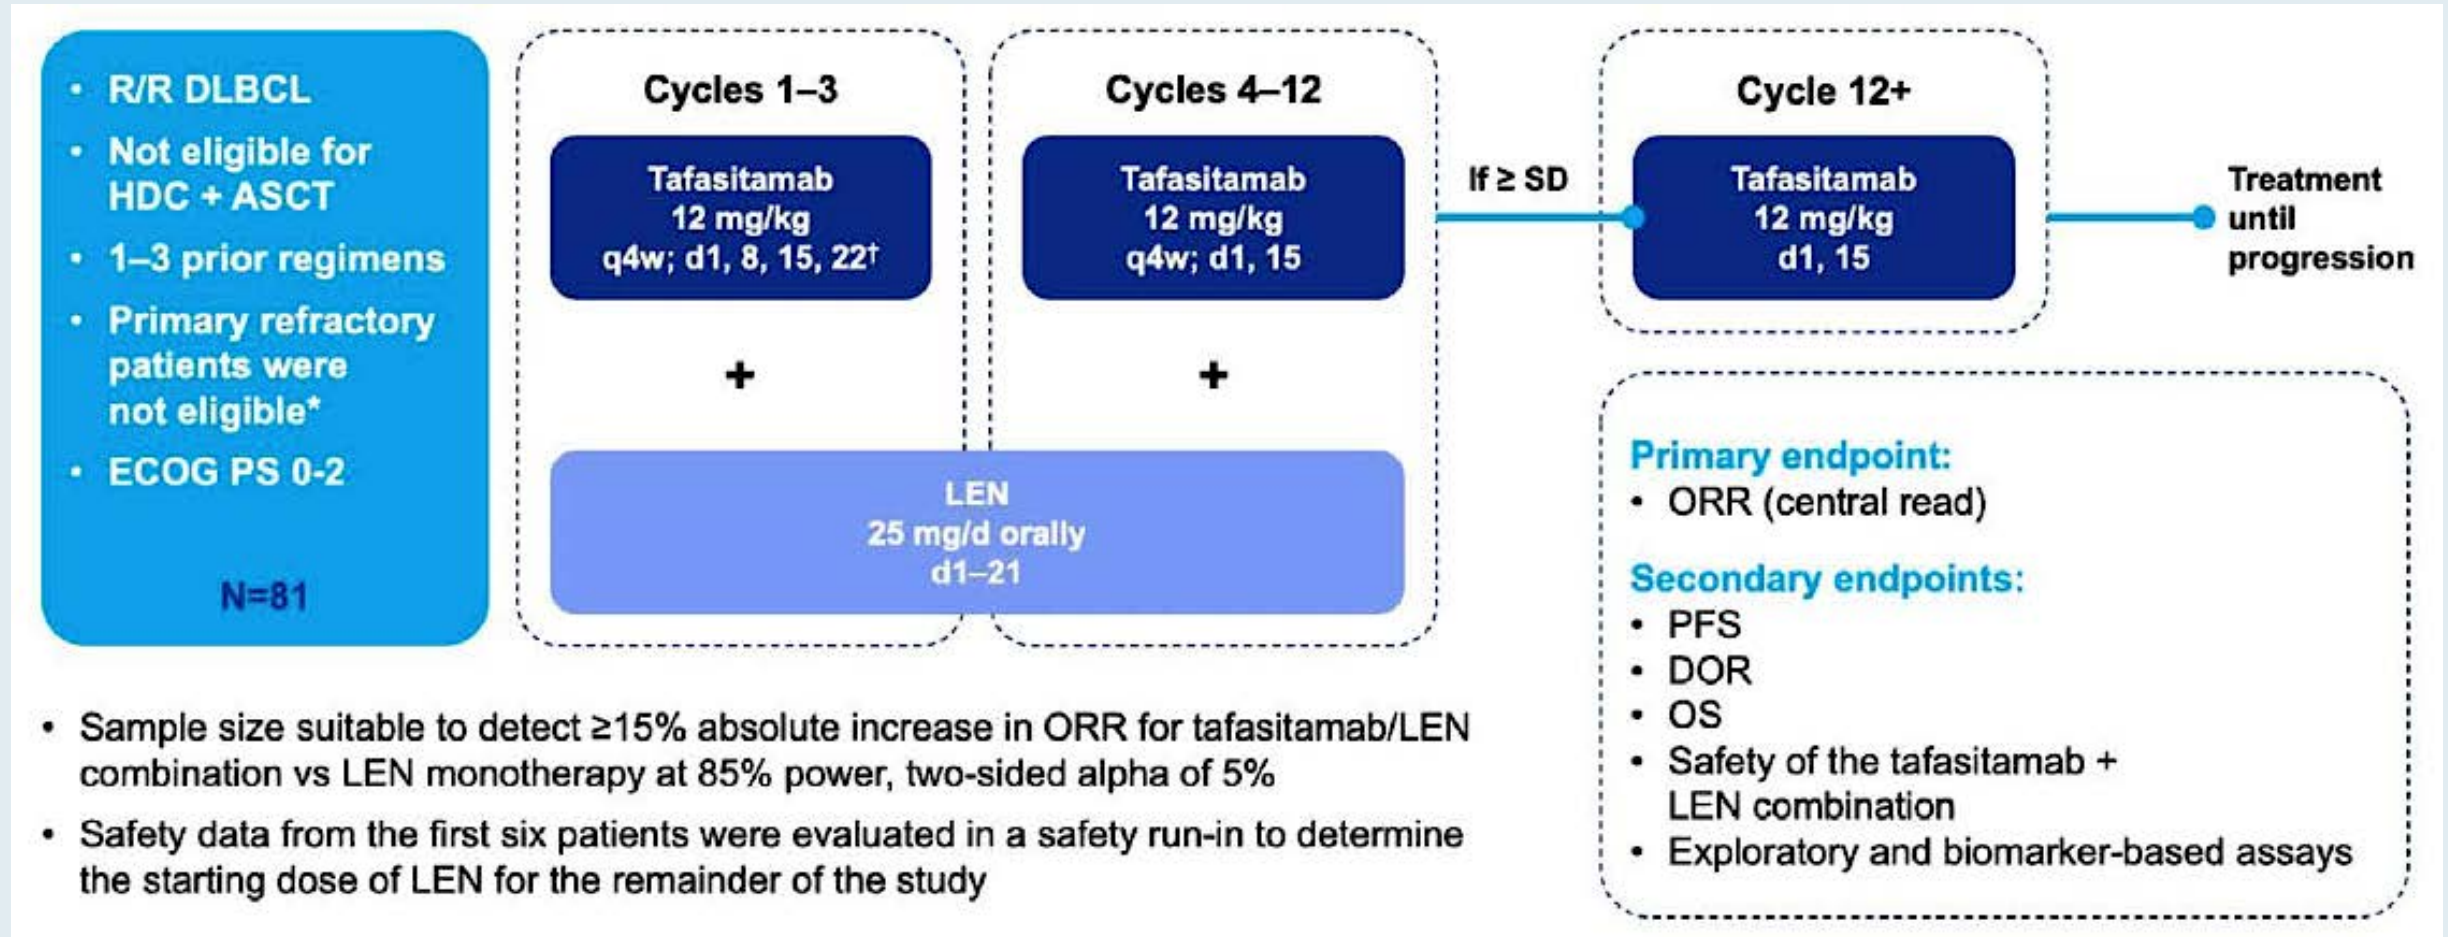 • R/R DLBCL
• Not eligible for
HDC + ASCT
• 1–3 prior regimens
• Primary refractory
patients were
not eligible*
• ECOG PS 0-2
N=81
Cycles 1–3
Tafasitamab
12 mg/kg
q4w; d1, 8, 15, 22†
+
Cycles 4–12
Tafasitamab
12 mg/kg
q4w; d1, 15
+
LEN
25 mg/d orally
d1–21
If ≥ SD
Cycle 12+
Tafasitamab
12 mg/kg
d1, 15
Treatment
until
progression
Primary endpoint:
• ORR (central read)
Secondary endpoints:
• PFS
• DOR
• OS
• Safety of the tafasitamab +
LEN combination
• Exploratory and biomarker-based assays
• Sample size suitable to detect ≥15% absolute increase in ORR for tafasitamab/LEN
combination vs LEN monotherapy at 85% power, two-sided alpha of 5%
• Safety data from the first six patients were evaluated in a safety run-in to determine
the starting dose of LEN for the remainder of the study